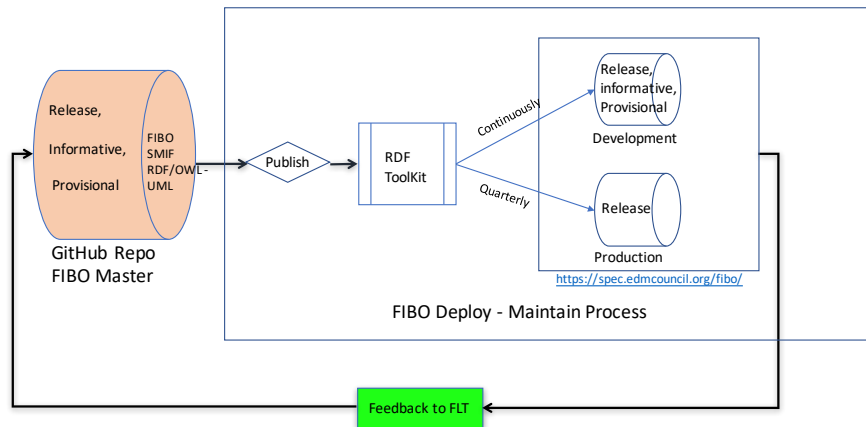 Release,
Informative,
Provisional
FIBO
SMIF
RDF/OWL-
UML
GitHub Repo
FIBO Master
Publish
RDF
ToolKit
Continuously
Quarterly
Release,
informative,
Provisional
Development
Release
Production
https://spec.edmcouncil.org/fibo/
FIBO Deploy - Maintain Process
Feedback to FLT